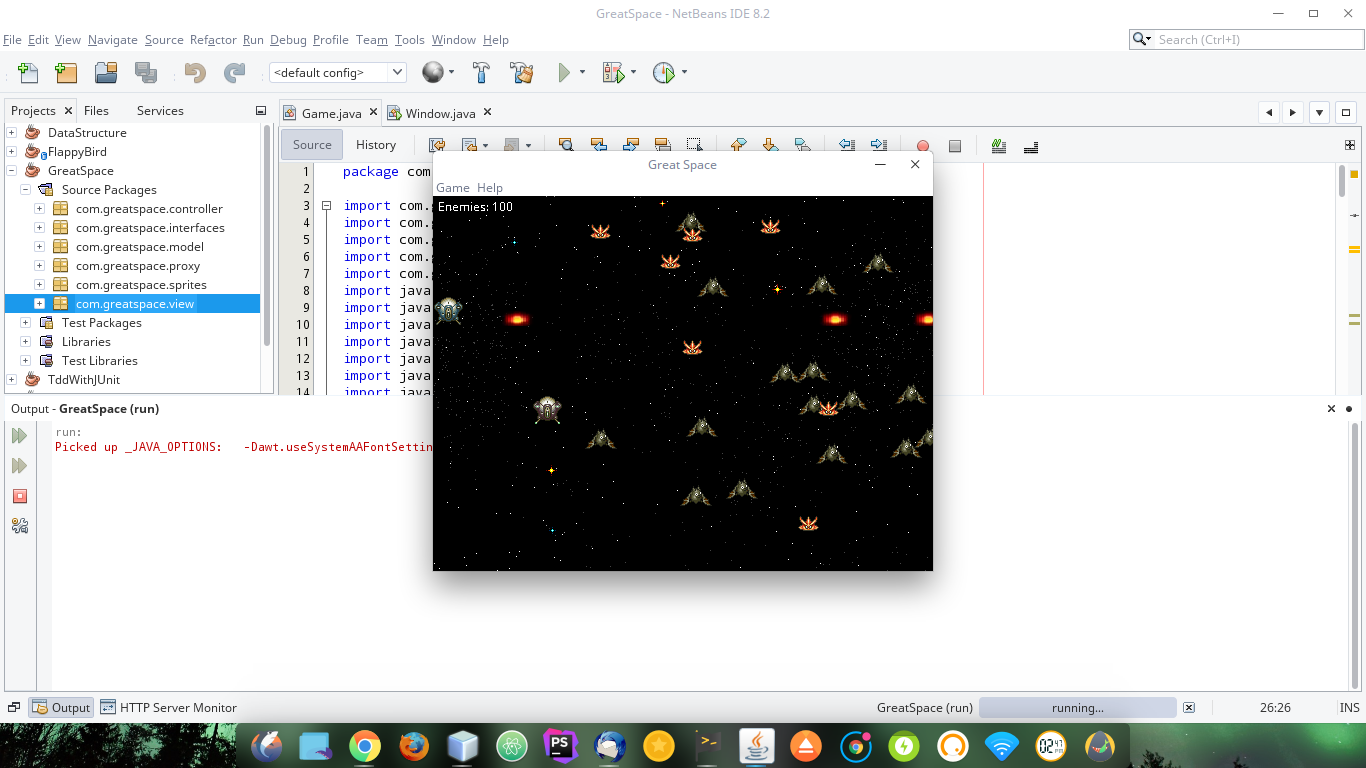 GreatSpace - NetBeans IDE 8.2
File Edit View Navigate Source Refactor Run Debug Profile Team Tools Window Help
Search (Ctrl+I)
<default config>
Projects Files Services
DataStructure
FlappyBird
GreatSpace
Source Packages
com.greatspace.controller
com.greatspace.interfaces
com.greatspace.model
com.greatspace.proxy
com.greatspace.sprites
com.greatspace.view
Test Packages
Libraries
Test Libraries
TddWithJUnit
Game.java Window.java
Source History
1 package com
2
3 import com.
4 import com.
5 import com.
6 import com.
7 import com.
8 import java
9 import java
10 import java
11 import java
12 import java
13 import java
14 import java
Great Space
Game Help
Enemies: 100
Output - GreatSpace (run)
run:
Picked up _JAVA_OPTIONS: -Dawt.useSystemAAFontSettin
Output HTTP Server Monitor
GreatSpace (run) running... 26:26 INS
PS
02:47